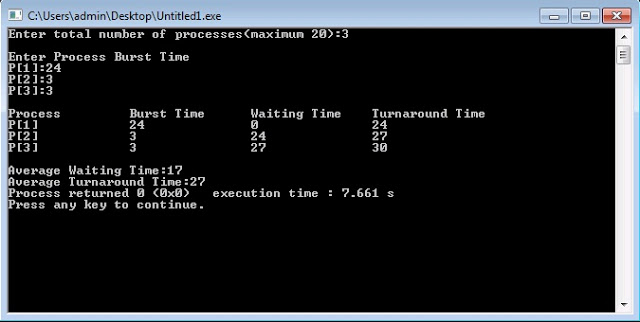 C:\Users\admin\Desktop\Untitled1.exe
Enter total number of processes(maximum 20):3
Enter Process Burst Time
P[1]:24
P[2]:3
P[3]:3
Process Burst Time Waiting Time Turnaround Time
P[1] 24 0 24
P[2] 3 24 27
P[3] 3 27 30
Average Waiting Time:17
Average Turnaround Time:27
Process returned 0 (0x0) execution time : 7.661 s
Press any key to continue.